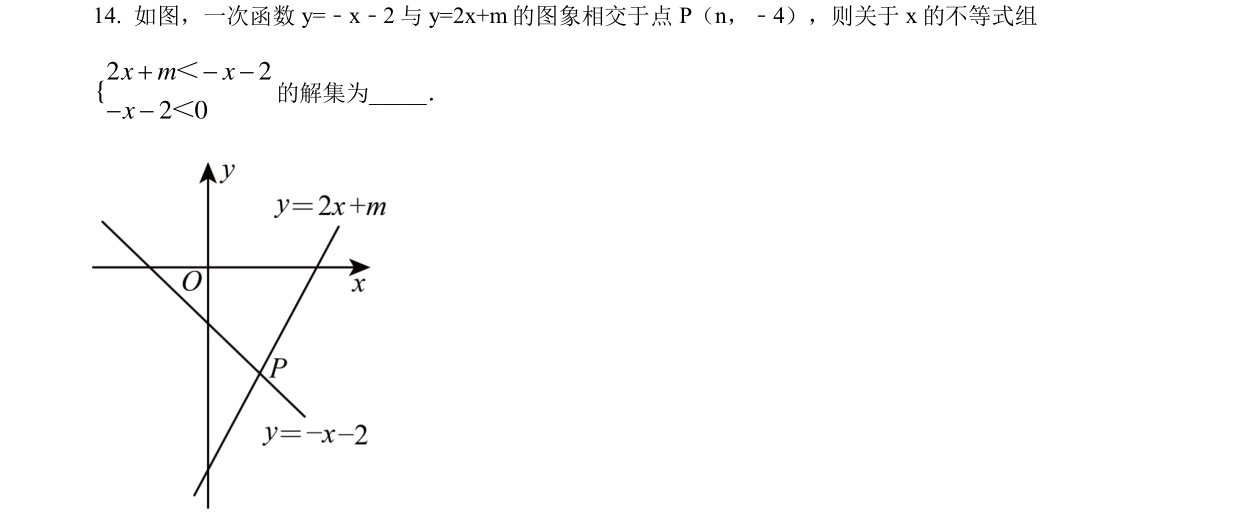 14. 如图，一次函数 y=﹣x﹣2 与 y=2x+m 的图象相交于点 P（n，﹣4），则关于 x 的不等式组
{2x+m<−x−2
−x−2<0
的解集为_____．
y
y=2x+m
O
x
P
y=−x−2